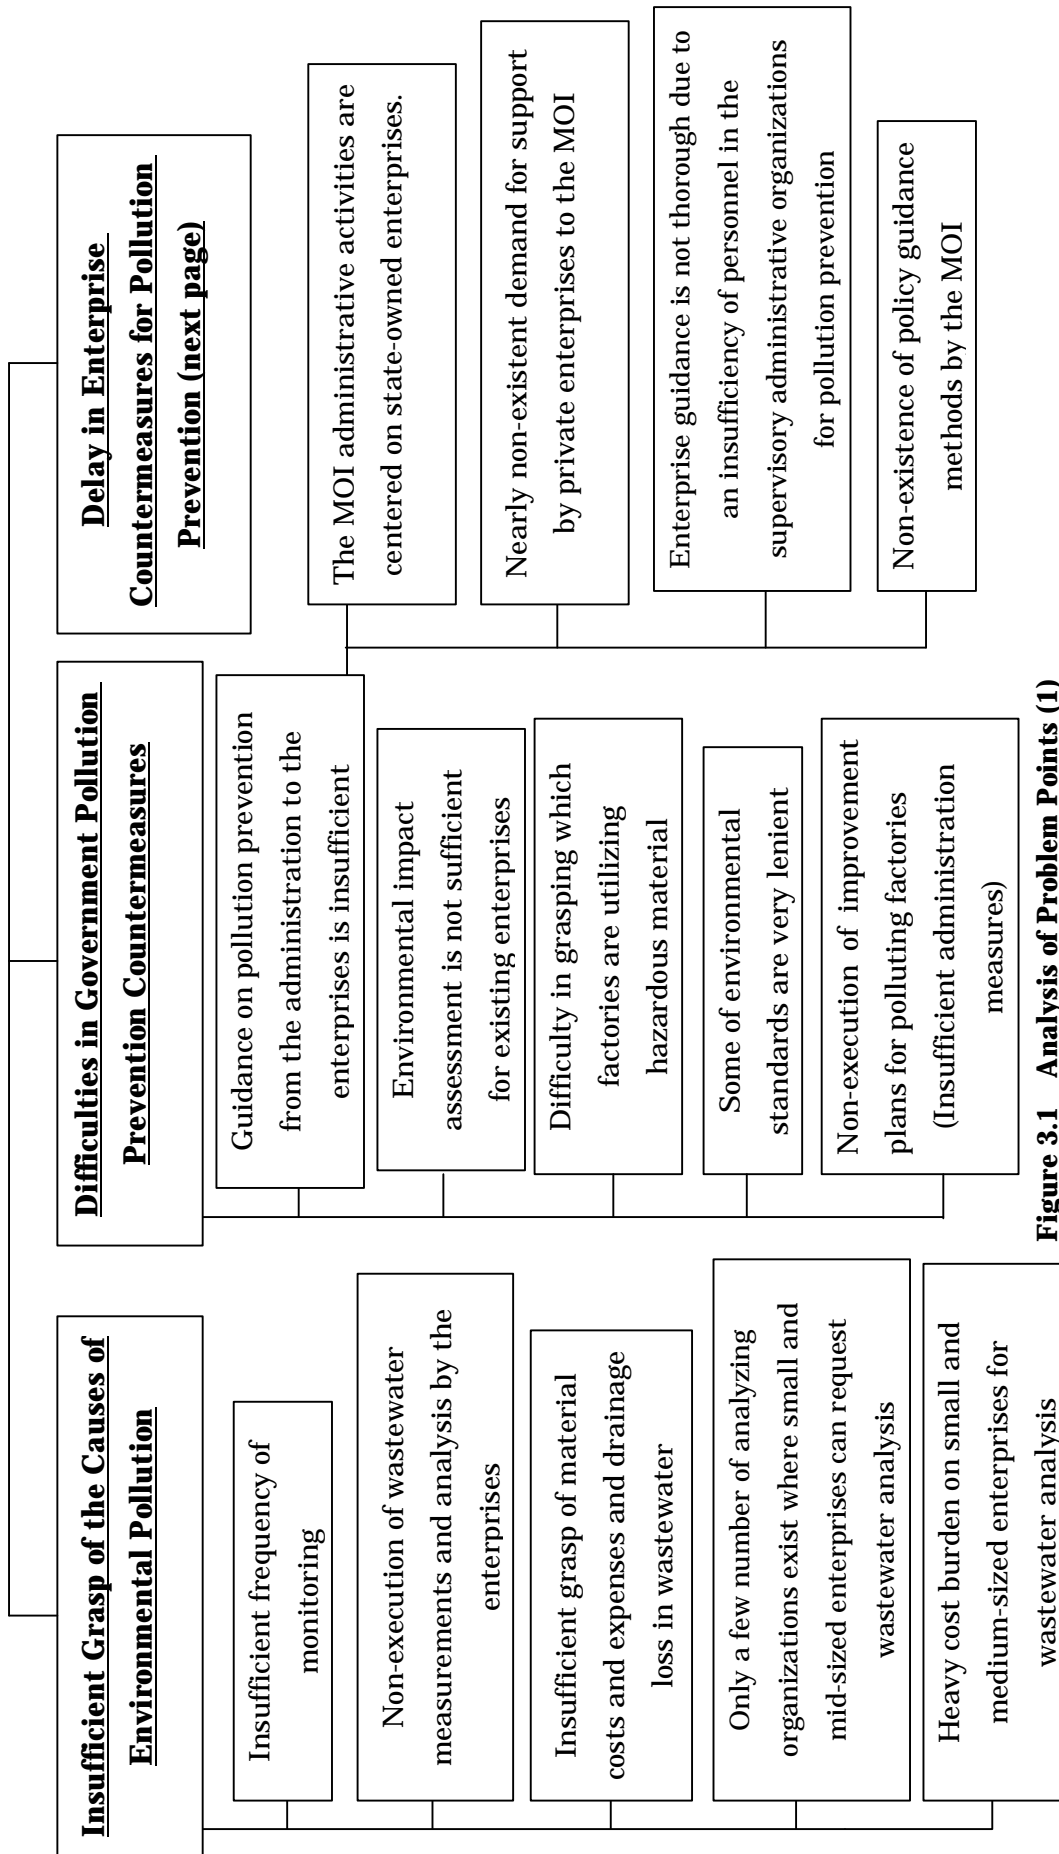 Insufficient Grasp of the Causes of
Environmental Pollution
Insufficient frequency of
monitoring
Non-execution of wastewater
measurements and analysis by the
enterprises
Insufficient grasp of material
costs and expenses and drainage
loss in wastewater
Only a few number of analyzing
organizations exist where small and
mid-sized enterprises can request
wastewater analysis
Heavy cost burden on small and
medium-sized enterprises for
wastewater analysis
Difficulties in Government Pollution
Prevention Countermeasures
Guidance on pollution prevention
from the administration to the
enterprises is insufficient
Environmental impact
assessment is not sufficient
for existing enterprises
Difficulty in grasping which
factories are utilizing
hazardous material
Some of environmental
standards are very lenient
Non-execution of improvement
plans for polluting factories
(Insufficient administration
measures)
Delay in Enterprise
Countermeasures for Pollution
Prevention (next page)
The MOI administrative activities are
centered on state-owned enterprises.
Nearly non-existent demand for support
by private enterprises to the MOI
Enterprise guidance is not thorough due to
an insufficiency of personnel in the
supervisory administrative organizations
for pollution prevention
Non-existence of policy guidance
methods by the MOI
Figure 3.1 Analysis of Problem Points (1)